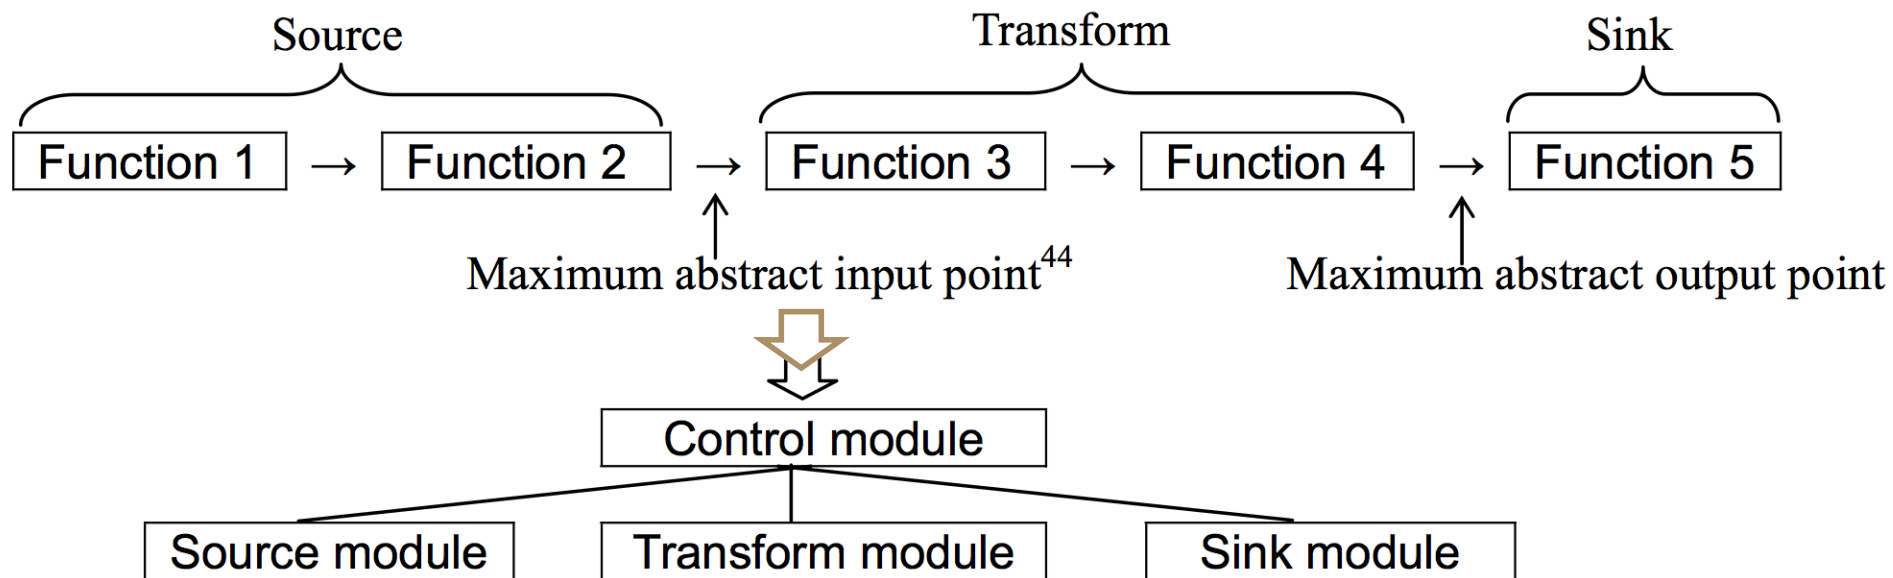 Source Transform Sink
Function 1 → Function 2 → Function 3 → Function 4 → Function 5
Maximum abstract input point44 Maximum abstract output point
Control module
Source module Transform module Sink module